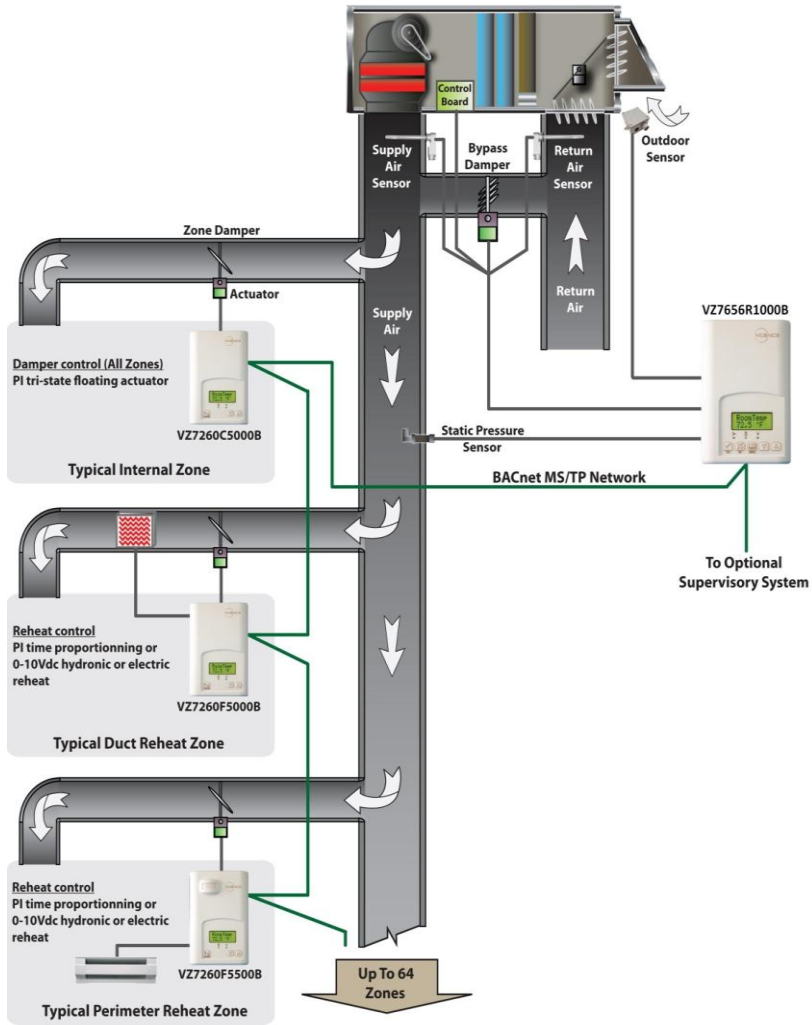 Control
Board
Outdoor
Sensor
Supply
Air
Sensor
Bypass
Damper
Return
Air
Sensor
Zone Damper
Actuator
Supply
Air
Return
Air
VZ7656R1000B
RoomTemp
72.5 °F
Damper control (All Zones)
PI tri-state floating actuator
VZ7260C5000B
Typical Internal Zone
Static Pressure
Sensor
BACnet MS/TP Network
To Optional
Supervisory System
Reheat control
PI time proportionning or
0-10Vdc hydronic or electric
reheat
VZ7260F5000B
Typical Duct Reheat Zone
Reheat control
PI time proportionning or
0-10Vdc hydronic or electric
reheat
VZ7260F5500B
Typical Perimeter Reheat Zone
Up To 64
Zones